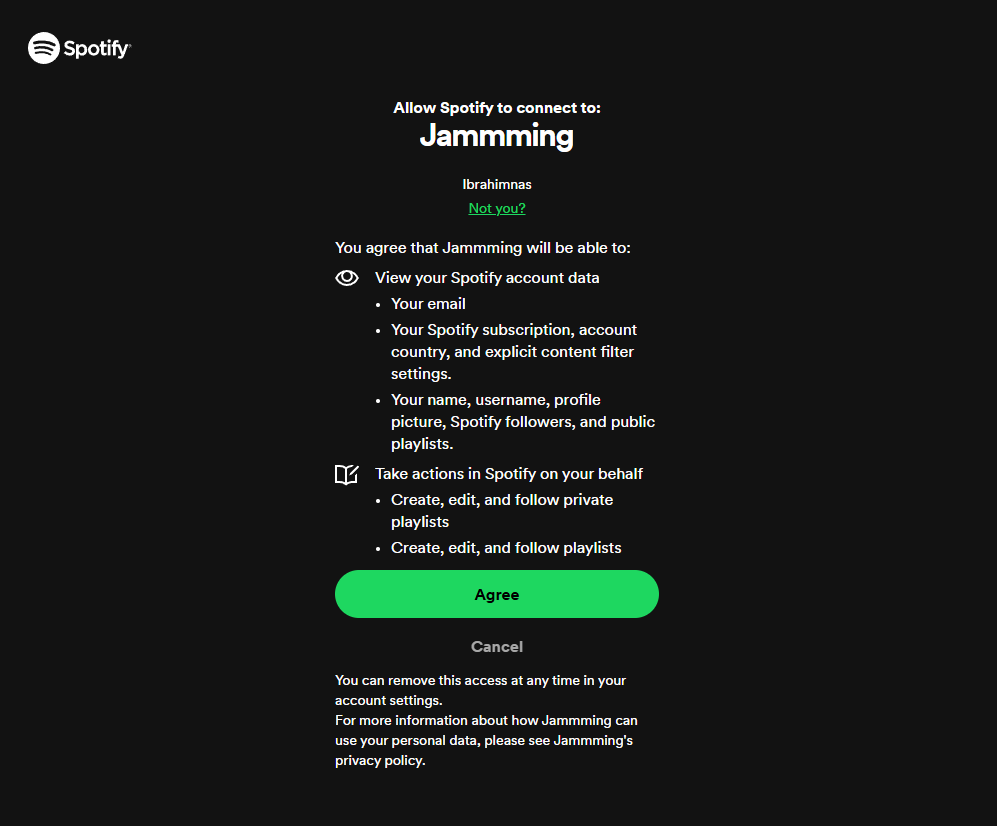 Spotify
Allow Spotify to connect to:
Jammming
Ibrahimnas
Not you?
You agree that Jammming will be able to:
View your Spotify account data
• Your email
• Your Spotify subscription, account
country, and explicit content filter
settings.
• Your name, username, profile
picture, Spotify followers, and public
playlists.
Take actions in Spotify on your behalf
• Create, edit, and follow private
playlists
• Create, edit, and follow playlists
Agree
Cancel
You can remove this access at any time in your
account settings.
For more information about how Jammming can
use your personal data, please see Jammming's
privacy policy.